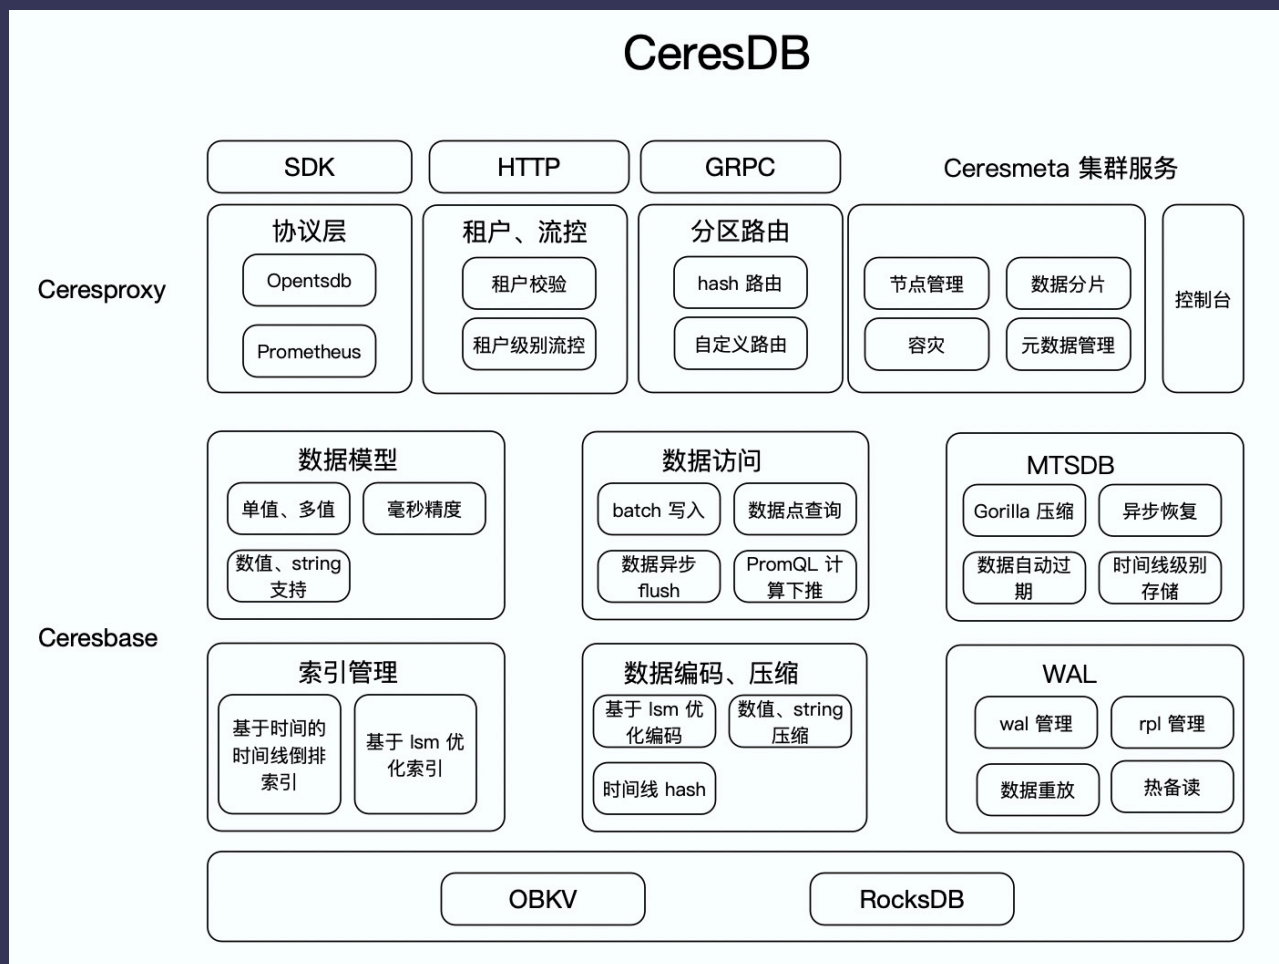 CeresDB
SDK
HTTP
GRPC
Ceresmeta 集群服务
Ceresproxy
协议层
Opentsdb
Prometheus
租户、流控
租户校验
租户级别流控
分区路由
hash 路由
自定义路由
节点管理
数据分片
容灾
元数据管理
控制台
Ceresbase
数据模型
单值、多值
毫秒精度
数值、string
支持
数据访问
batch 写入
数据点查询
数据异步
flush
PromQL 计
算下推
MTSDB
Gorilla 压缩
异步恢复
数据自动过
期
时间线级别
存储
索引管理
基于时间的
时间线倒排
索引
基于 lsm 优
化索引
数据编码、压缩
基于 lsm 优
化编码
数值、string
压缩
时间线 hash
WAL
wal 管理
rpl 管理
数据重放
热备读
OBKV
RocksDB